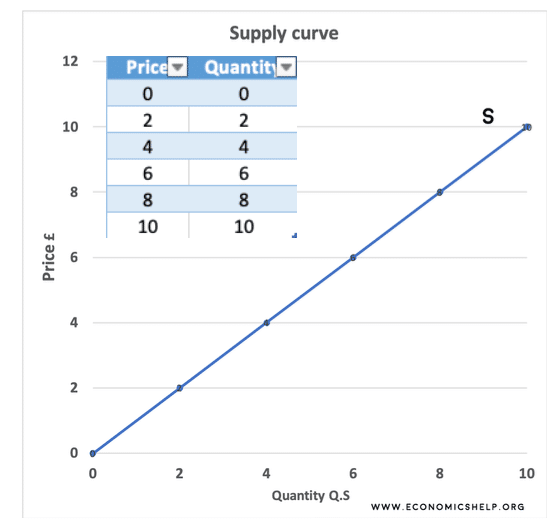 Supply curve
12
10
8
6
4
2
0
Price £
Price Quantity
0 0
2 2
4 4
6 6
8 8
10 10
S
0 2 4 6 8 10
Quantity Q.S
WWW.ECONOMICSHELP.ORG